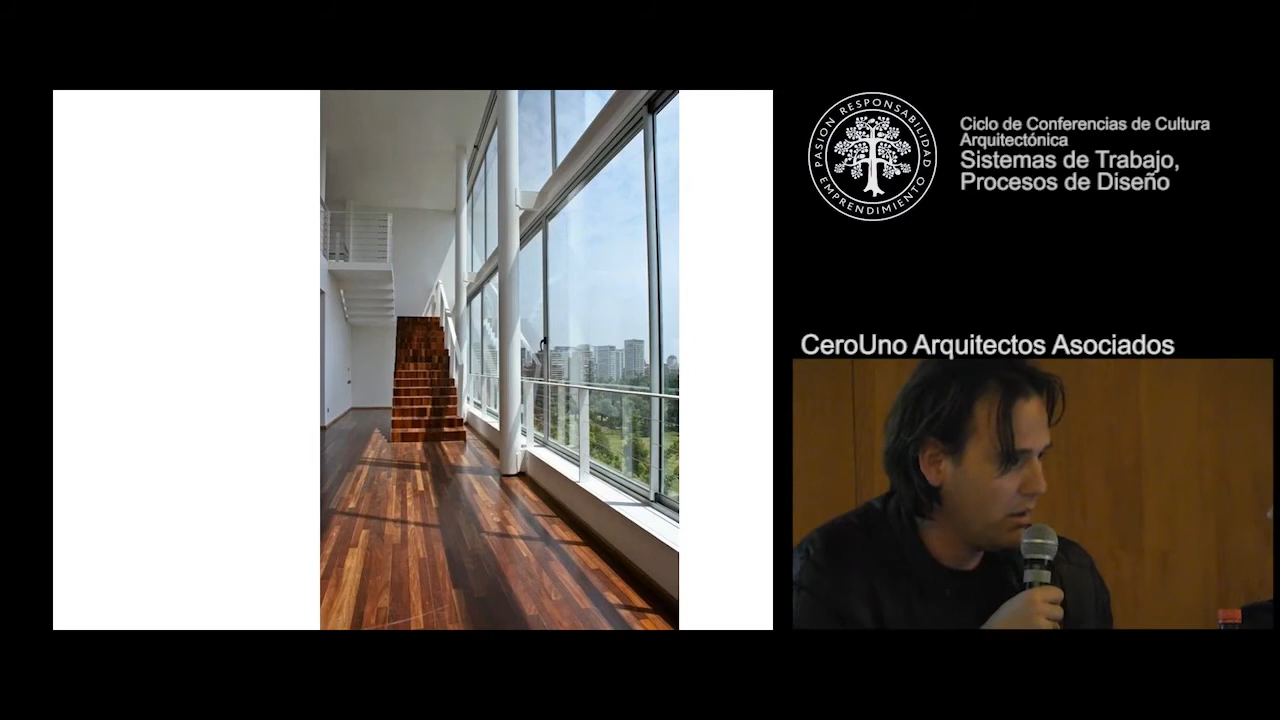 PASION RESPONSABILIDAD EMPRENDIMIENTO
Ciclo de Conferencias de Cultura
Arquitectónica
Sistemas de Trabajo,
Procesos de Diseño
CeroUno Arquitectos Asociados